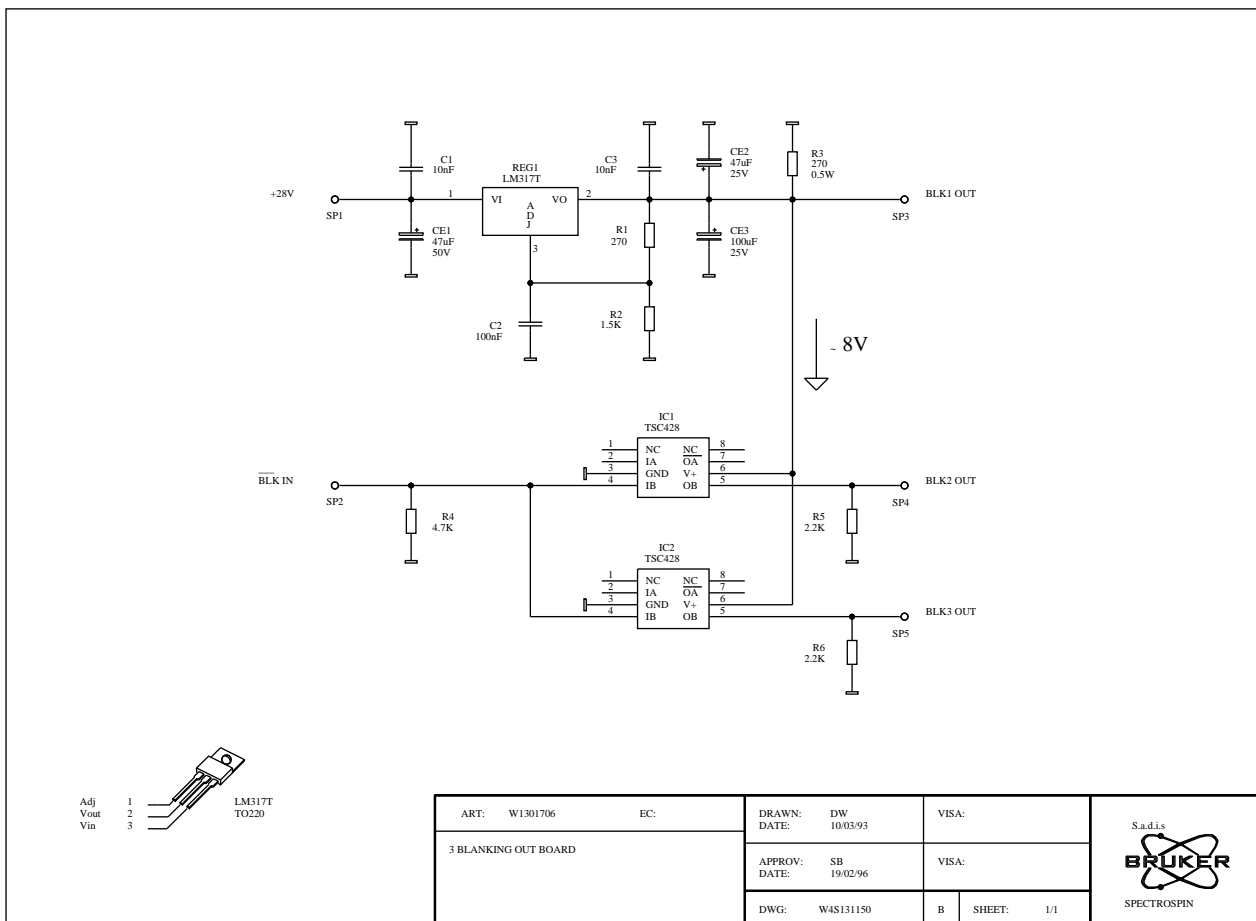 C1
10nF
+28V
SP1
CE1
47uF
50V
REG1
LM317T
1
VI
VO
2
A
D
J
3
C2
100nF
C3
10nF
R1
270
R2
1.5K
CE2
47uF
25V
CE3
100uF
25V
R3
270
0.5W
BLK1 OUT
SP3
~ 8V
BLK IN
SP2
R4
4.7K
IC1
TSC428
1 NC NC 8
2 IA OA 7
3 GND V+ 6
4 IB OB 5
BLK2 OUT
SP4
R5
2.2K
IC2
TSC428
1 NC NC 8
2 IA OA 7
3 GND V+ 6
4 IB OB 5
BLK3 OUT
SP5
R6
2.2K
Adj 1
Vout 2
Vin 3
LM317T
TO220
ART: W1301706 EC:
3 BLANKING OUT BOARD
DRAWN: DW
DATE: 10/03/93
VISA:
APPROV: SB
DATE: 19/02/96
VISA:
DWG: W4S131150
B
SHEET: 1/1
S.a.d.i.s
BRUKER
SPECTROSPIN